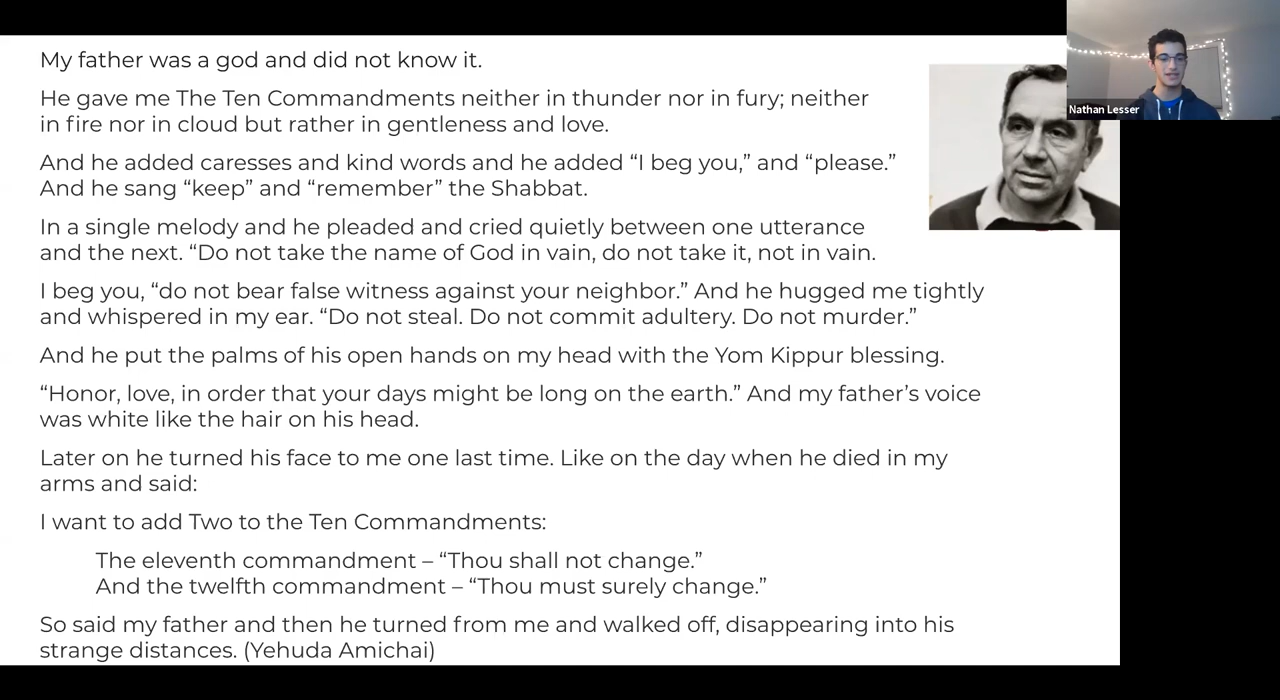 My father was a god and did not know it.
He gave me The Ten Commandments neither in thunder nor in fury; neither
in fire nor in cloud but rather in gentleness and love.
And he added caresses and kind words and he added “I beg you,” and “please.”
And he sang “keep” and “remember” the Shabbat.
In a single melody and he pleaded and cried quietly between one utterance
and the next. “Do not take the name of God in vain, do not take it, not in vain.
I beg you, “do not bear false witness against your neighbor.” And he hugged me tightly
and whispered in my ear. “Do not steal. Do not commit adultery. Do not murder.”
And he put the palms of his open hands on my head with the Yom Kippur blessing.
“Honor, love, in order that your days might be long on the earth.” And my father’s voice
was white like the hair on his head.
Later on he turned his face to me one last time. Like on the day when he died in my
arms and said:
I want to add Two to the Ten Commandments:
The eleventh commandment – “Thou shall not change.”
And the twelfth commandment – “Thou must surely change.”
So said my father and then he turned from me and walked off, disappearing into his
strange distances. (Yehuda Amichai)
Nathan Lesser